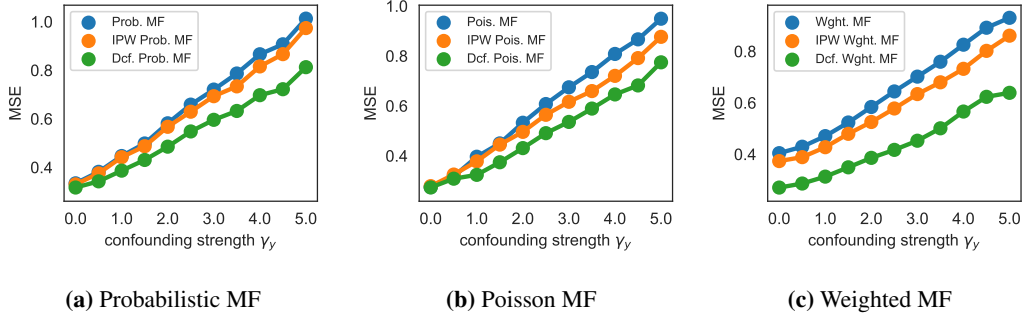 Prob. MF
IPW Prob. MF
Dcf. Prob. MF
MSE
1.0
0.8
0.6
0.4
0.0 1.0 2.0 3.0 4.0 5.0
confounding strength γy
(a) Probabilistic MF
Pois. MF
IPW Pois. MF
Dcf. Pois. MF
MSE
1.0
0.8
0.6
0.4
0.0 1.0 2.0 3.0 4.0 5.0
confounding strength γy
(b) Poisson MF
Wght. MF
IPW Wght. MF
Dcf. Wght. MF
MSE
0.8
0.6
0.4
0.0 1.0 2.0 3.0 4.0 5.0
confounding strength γy
(c) Weighted MF